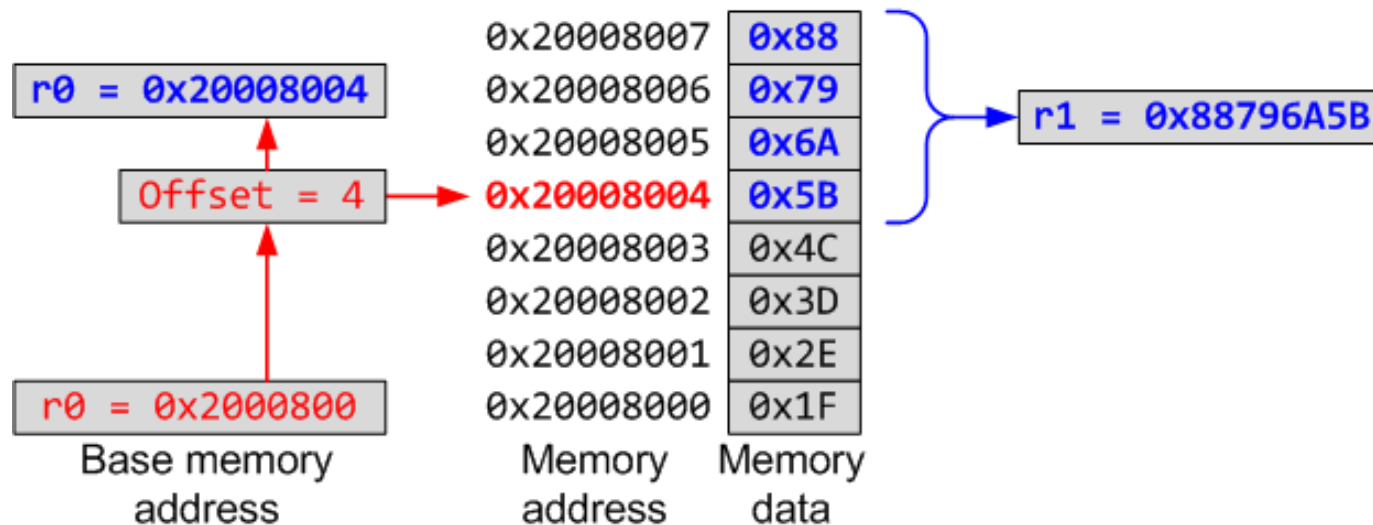 0x20008007 0x88
r0 = 0x20008004
0x20008006 0x79
r1 = 0x88796A5B
0x20008005 0x6A
Offset = 4
0x20008004 0x5B
0x20008003 0x4C
0x20008002 0x3D
0x20008001 0x2E
r0 = 0x2000800
0x20008000 0x1F
Base memory
address
Memory
address
Memory
data